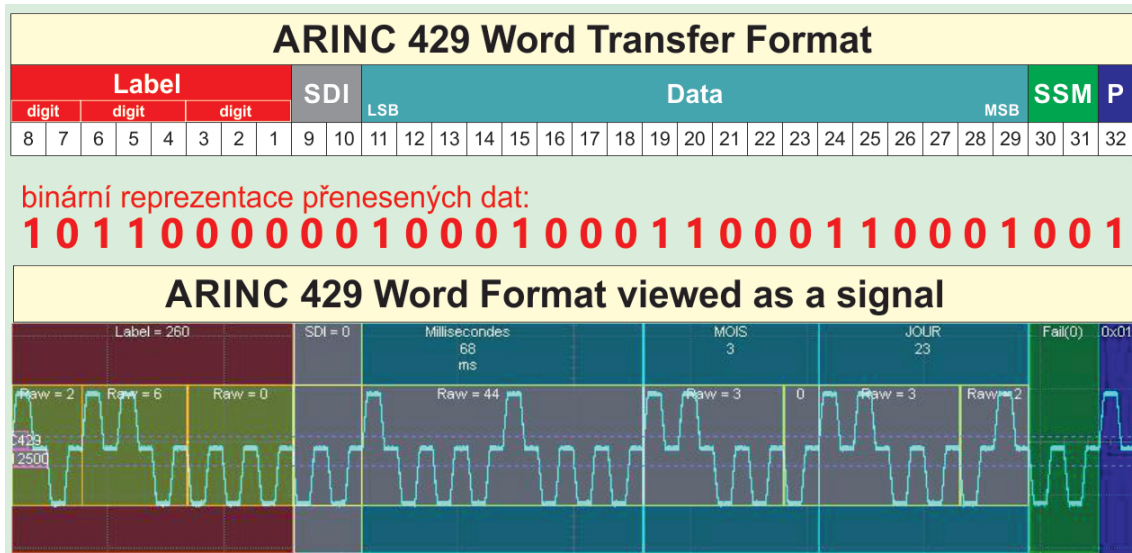 ARINC 429 Word Transfer Format
Label SDI Data SSM P
digit digit digit LSB MSB
8 7 6 5 4 3 2 1 9 10 11 12 13 14 15 16 17 18 19 20 21 22 23 24 25 26 27 28 29 30 31 32
binární reprezentace přenesených dat:
1 0 1 1 0 0 0 0 0 0 1 0 0 0 1 0 0 0 1 1 0 0 0 1 1 0 0 0 1 0 0 1
ARINC 429 Word Format viewed as a signal
Label = 260 SDI = 0 Millisecondes MOIS JOUR Fail(0) 0x01
68 3 23
ms
Raw = 2 Raw = 6 Raw = 0 Raw = 44 Raw = 3 0 Raw = 3 Raw = 2
C429